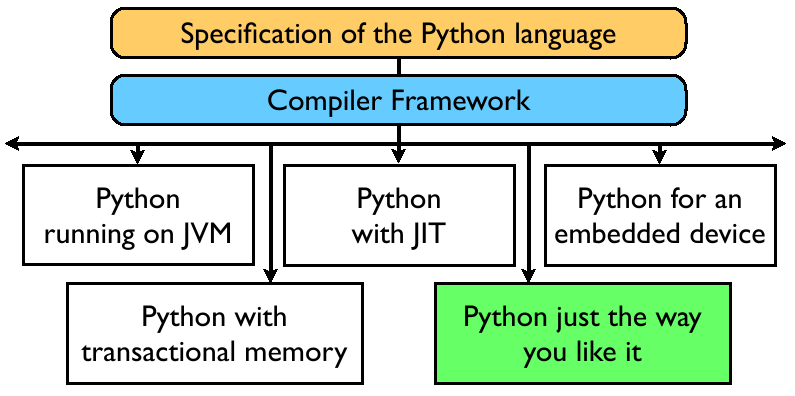 Specification of the Python language
Compiler Framework
Python
running on JVM
Python
with JIT
Python for an
embedded device
Python with
transactional memory
Python just the way
you like it